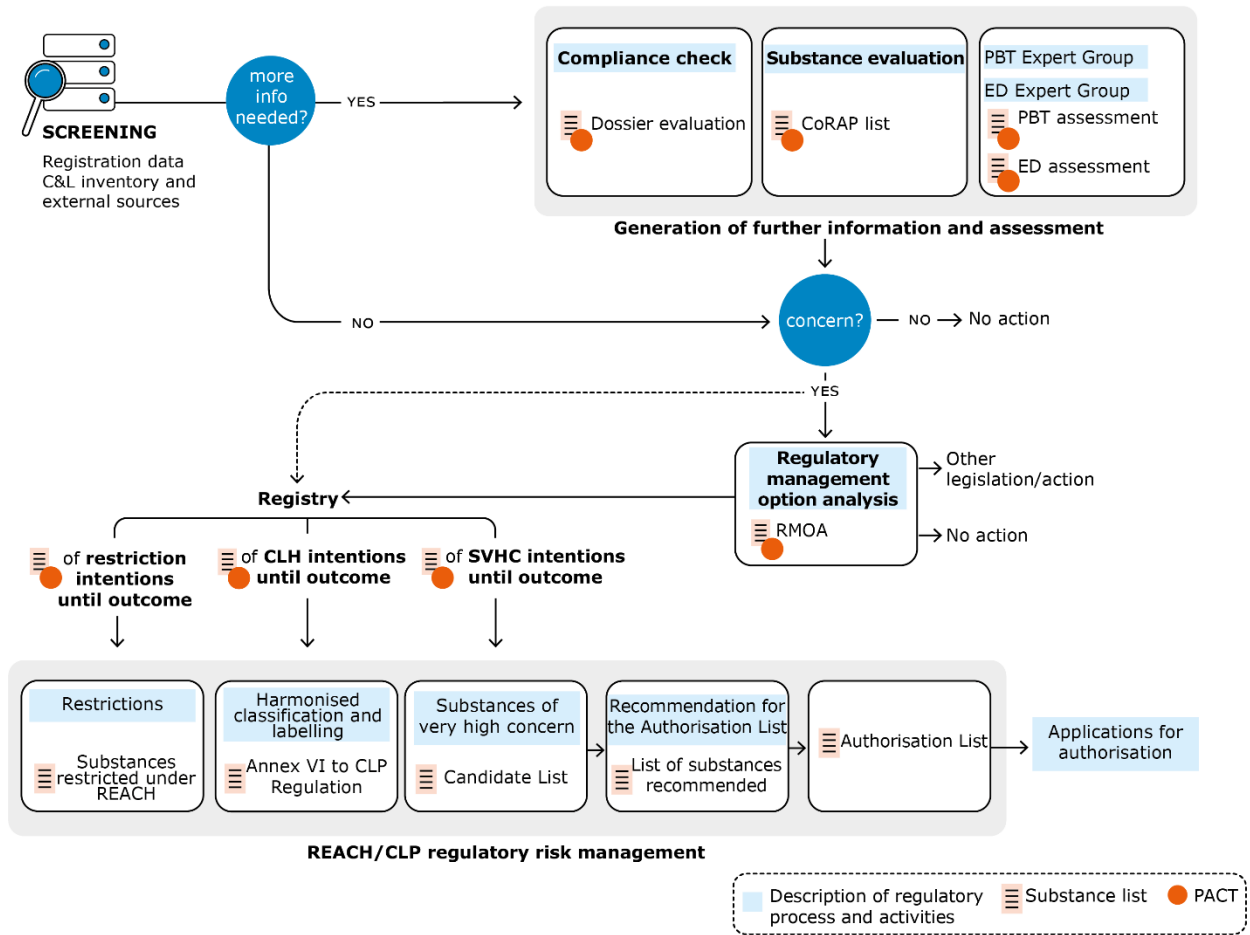 more
info
needed?
YES
SCREENING
Registration data
C&L inventory and
external sources
Compliance check
Dossier evaluation
Substance evaluation
CoRAP list
PBT Expert Group
ED Expert Group
PBT assessment
ED assessment
Generation of further information and assessment
NO
concern?
NO
No action
YES
Regulatory
management
option analysis
RMOA
Other
legislation/action
No action
Registry
of restriction
intentions
until outcome
of CLH intentions
until outcome
of SVHC intentions
until outcome
Restrictions
Substances
restricted under
REACH
Harmonised
classification and
labelling
Annex VI to CLP
Regulation
Substances of
very high concern
Candidate List
Recommendation for
the Authorisation List
List of substances
recommended
Authorisation List
Applications for
authorisation
REACH/CLP regulatory risk management
Description of regulatory
process and activities
Substance list
PACT